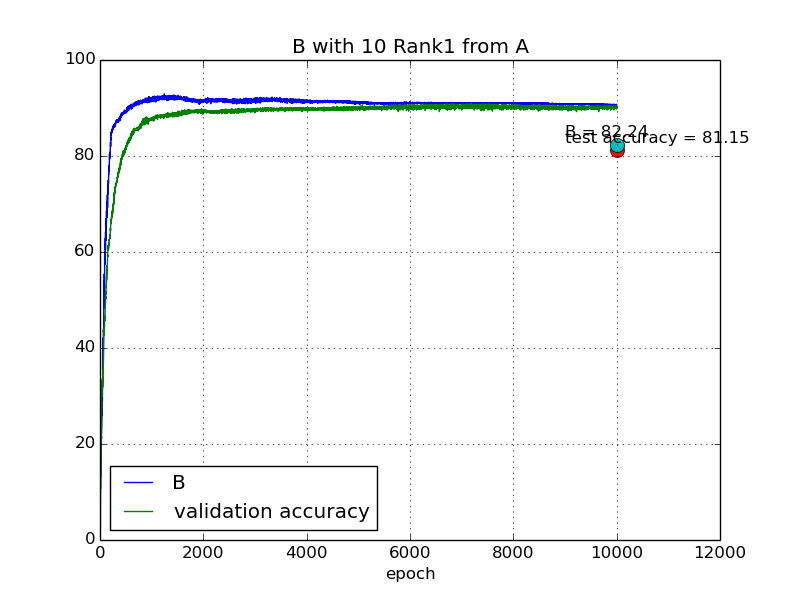 B with 10 Rank1 from A
100
80
60
40
20
0
B = 82.24
test accuracy = 81.15
B
validation accuracy
0 2000 4000 6000 8000 10000 12000
epoch